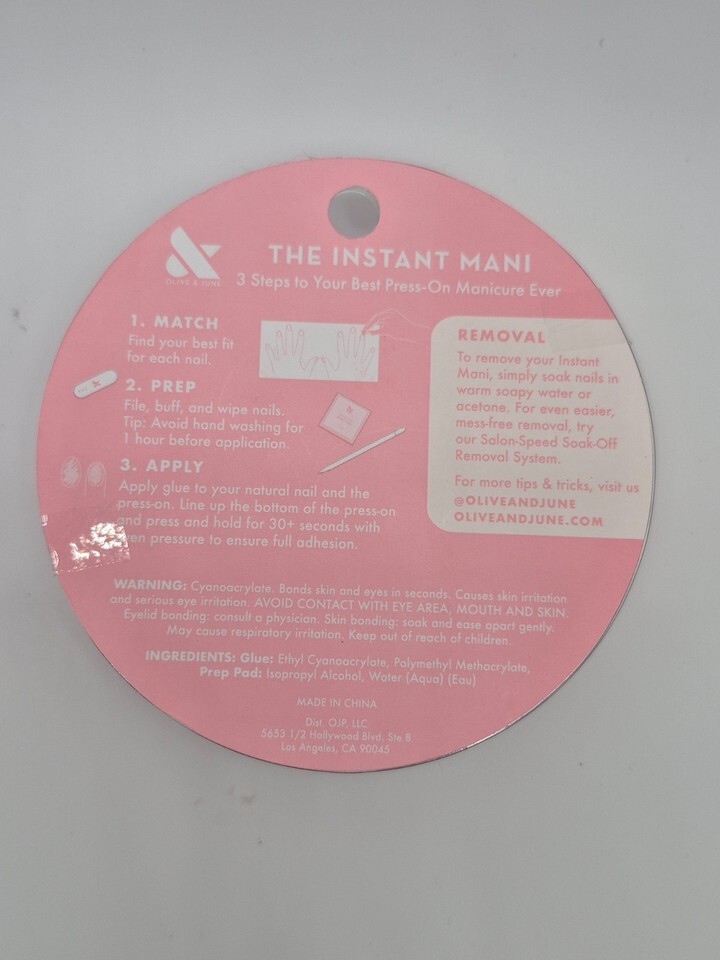 OLIVE & JUNE
THE INSTANT MANI
3 Steps to Your Best Press-On Manicure Ever
1. MATCH
Find your best fit
for each nail.
2. PREP
File, buff, and wipe nails.
Tip: Avoid hand washing for
1 hour before application.
3. APPLY
Apply glue to your natural nail and the
press-on. Line up the bottom of the press-on
and press and hold for 30+ seconds with
even pressure to ensure full adhesion.
REMOVAL
To remove your Instant
Mani, simply soak nails in
warm soapy water or
acetone. For even easier,
mess-free removal, try
our Salon-Speed Soak-Off
Removal System.
For more tips & tricks, visit us
@OLIVEANDJUNE
OLIVEANDJUNE.COM
WARNING: Cyanoacrylate. Bonds skin and eyes in seconds. Causes skin irritation
and serious eye irritation. AVOID CONTACT WITH EYE AREA, MOUTH AND SKIN.
Eyelid bonding: consult a physician. Skin bonding: soak and ease apart gently.
May cause respiratory irritation. Keep out of reach of children.
INGREDIENTS: Glue: Ethyl Cyanoacrylate, Polymethyl Methacrylate,
Prep Pad: Isopropyl Alcohol, Water (Aqua) (Eau)
MADE IN CHINA
Dist. OJP, LLC
5653 1/2 Hollywood Blvd, Ste B
Los Angeles, CA 90045